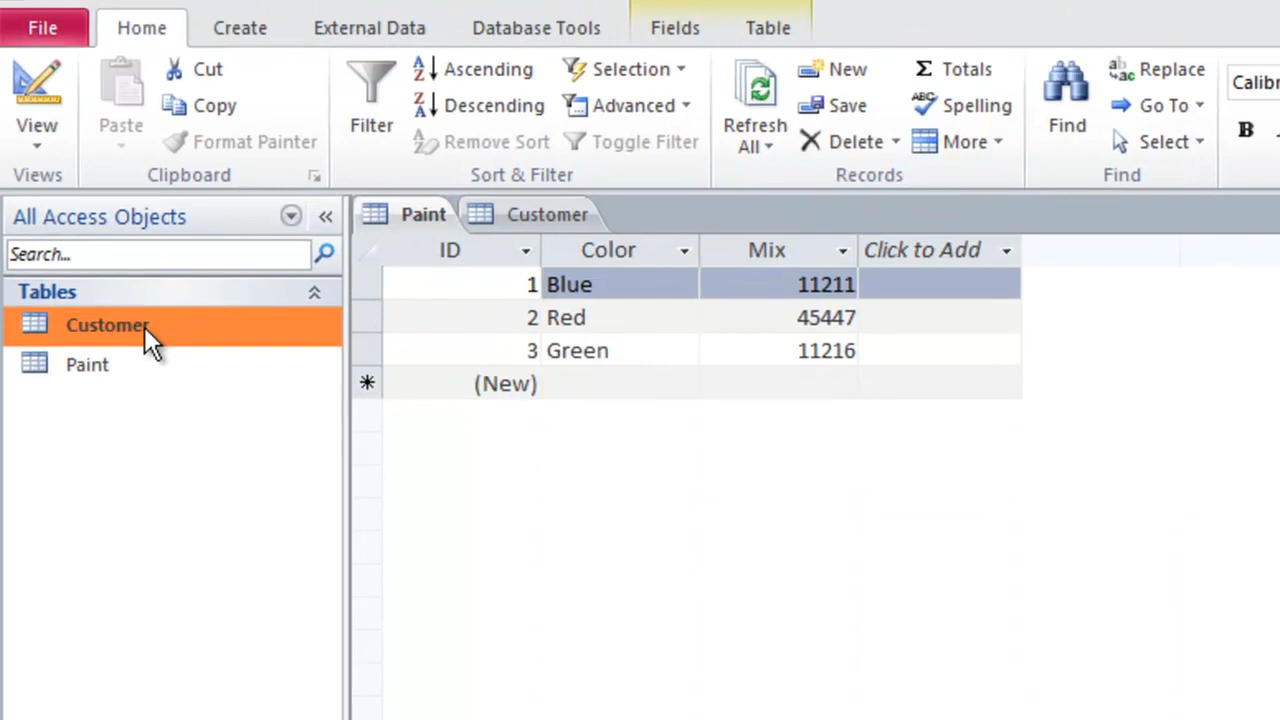 File Home Create External Data Database Tools Fields Table
View
Views
Paste
Cut
Copy
Format Painter
Clipboard
Filter
Ascending
Descending
Remove Sort
Selection
Advanced
Toggle Filter
Sort & Filter
Refresh
All
New
Save
Delete
Totals
Spelling
More
Records
Find
Replace
Go To
Select
Find
B
All Access Objects
Search...
Tables
Customer
Paint
Paint Customer
ID Color Mix Click to Add
1 Blue 11211
2 Red 45447
3 Green 11216
(New)